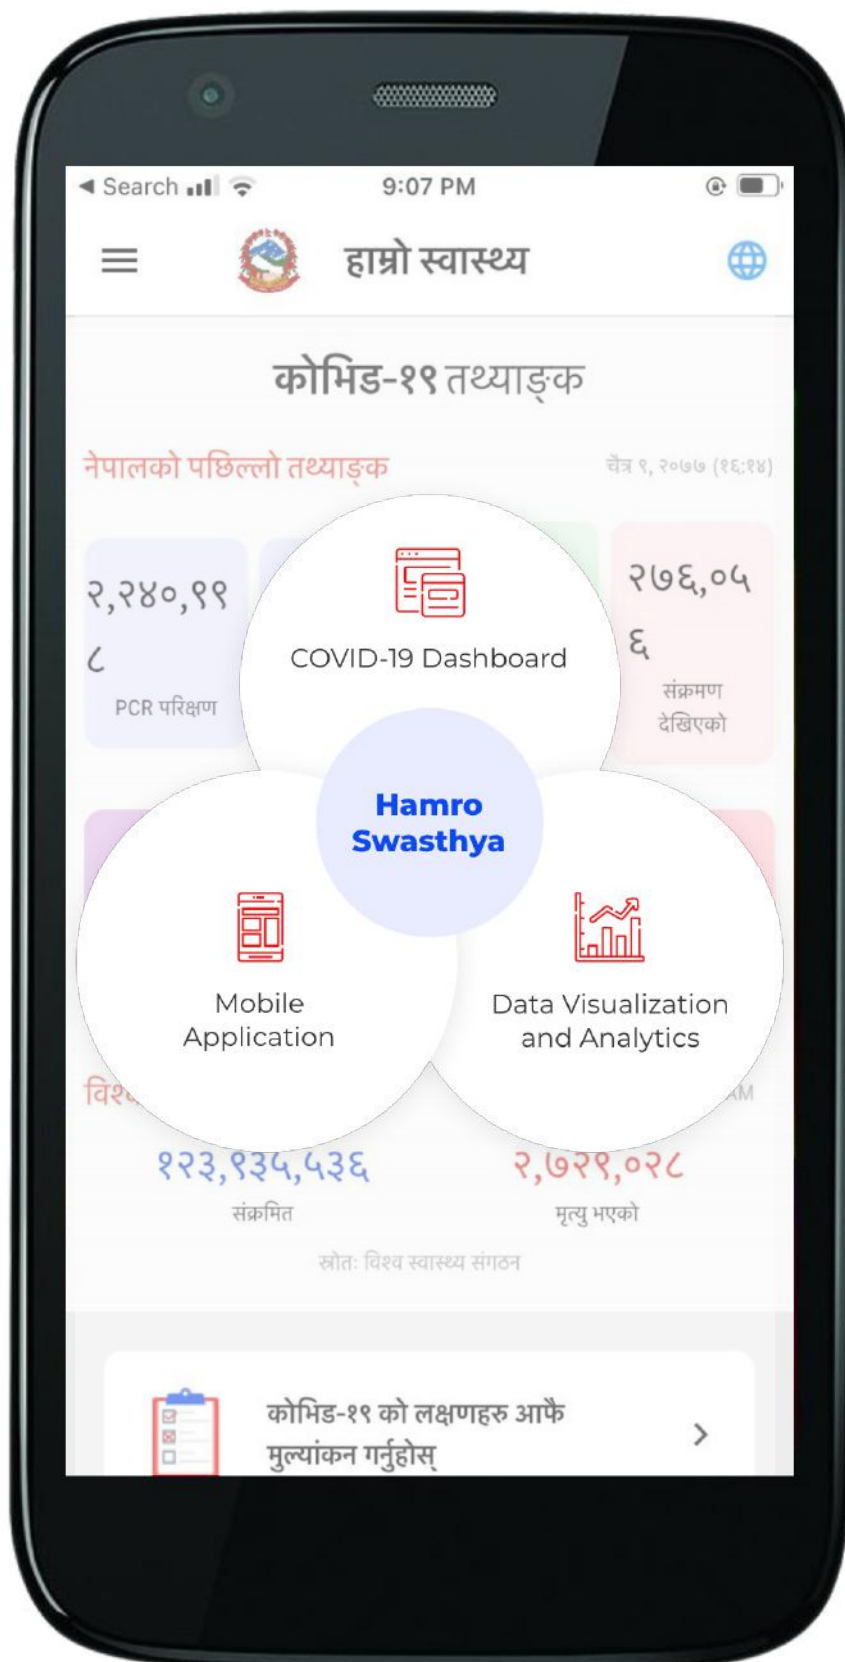 Search
9:07 PM
हाम्रो स्वास्थ्य
कोभिड-१९ तथ्याङ्क
नेपालको पछिल्लो तथ्याङ्क
चैत्र ९, २०७७ (१६:१४)
२,२४०,९९
८
PCR परिक्षण
२७६,०५
६
संक्रमण
देखिएको
COVID-19 Dashboard
Hamro
Swasthya
Mobile
Application
Data Visualization
and Analytics
AM
१२३,९३५,५३६
संक्रमित
२,७२९,०२८
मृत्यु भएको
स्रोतः विश्व स्वास्थ्य संगठन
कोभिड-१९ को लक्षणहरु आफै
मुल्यांकन गर्नुहोस्